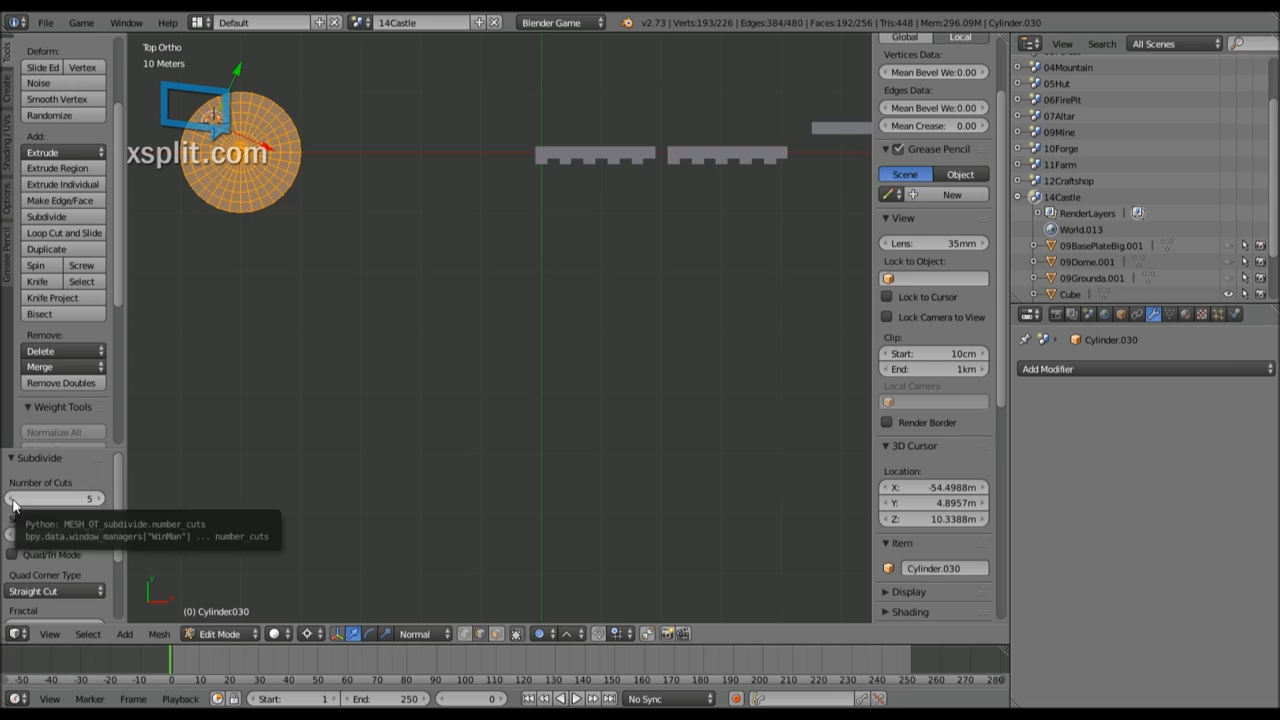 File Game Window Help Default 14Castle Blender Game v2.73 | Verts:193/226 | Edges:384/480 | Faces:192/256 | Tris:448 | Mem:296.09M | Cylinder.030
Tools
Create
Shading / UVs
Options
Grease Pencil
Deform:
Slide Ed Vertex
Noise
Smooth Vertex
Randomize
Add:
Extrude
Extrude Region
Extrude Individual
Make Edge/Face
Subdivide
Loop Cut and Slide
Duplicate
Spin Screw
Knife Select
Knife Project
Bisect
Remove:
Delete
Merge
Remove Doubles
Weight Tools
Normalize All
Subdivide
Number of Cuts
5
Python: MESH_OT_subdivide.number_cuts
bpy.data.window_managers["WinMan"] ... number_cuts
Quad/Tri Mode
Quad Corner Type
Straight Cut
Fractal
Top Ortho
10 Meters
xsplit.com
(0) Cylinder.030
Global Local
Vertices Data:
Mean Bevel We:0.00
Edges Data:
Mean Bevel We:0.00
Mean Crease: 0.00
Grease Pencil
Scene Object
New
View
Lens: 35mm
Lock to Object:
Lock to Cursor
Lock Camera to View
Clip:
Start: 10cm
End: 1km
Local Camera:
Render Border
3D Cursor
Location:
X: -54.4988m
Y: 4.8957m
Z: 10.3388m
Item
Cylinder.030
Display
Shading
View Search All Scenes
04Mountain
05Hut
06FirePit
07Altar
09Mine
10Forge
11Farm
12Craftshop
14Castle
RenderLayers |
World.013
09BasePlateBig.001 |
09Dome.001 |
09Grounda.001 |
Cube |
Cylinder.030
Add Modifier
View Select Add Mesh Edit Mode Normal
-50 -40 -30 -20 -10 0 10 20 30 40 50 60 70 80 90 100 110 120 130 140 150 160 170 180 190 200 210 220 230 240 250 260 270 280
View Marker Frame Playback Start: 1 End: 250 0 No Sync